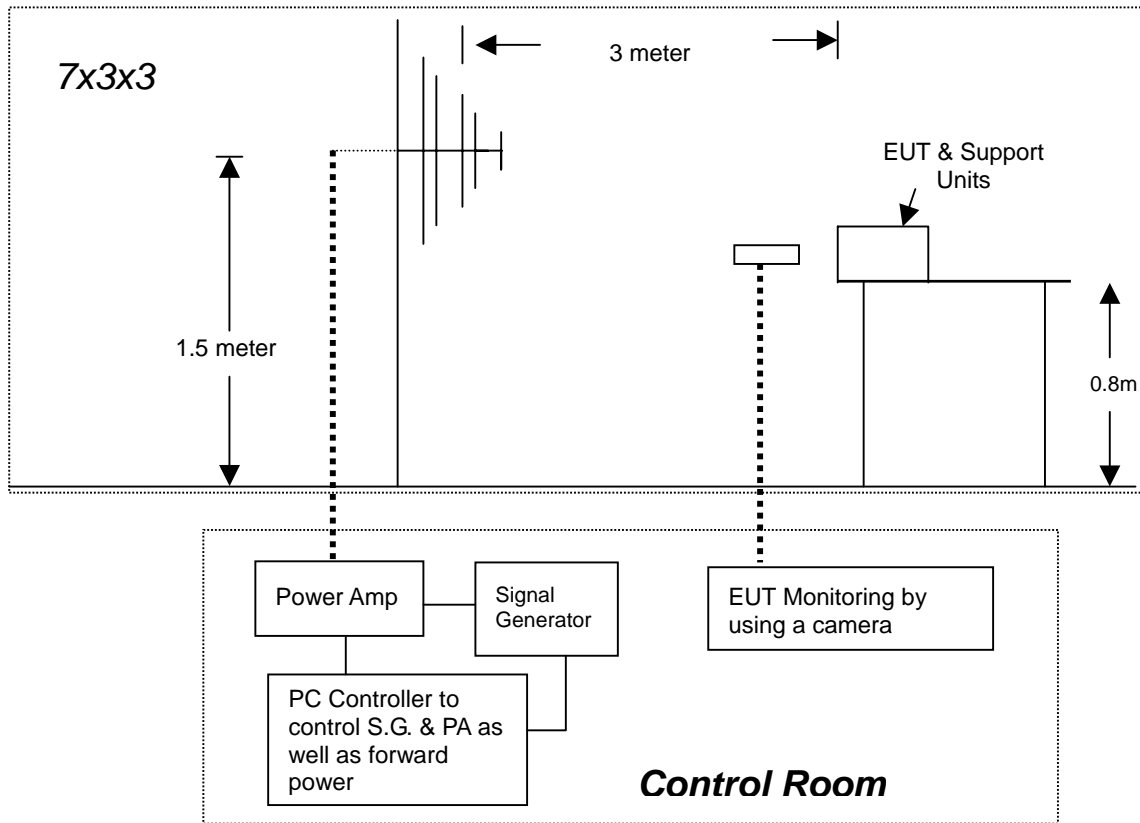 3 meter
7x3x3
EUT & Support
Units
1.5 meter
0.8m
Power Amp
Signal
Generator
EUT Monitoring by
using a camera
PC Controller to
control S.G. & PA as
well as forward
power
Control Room